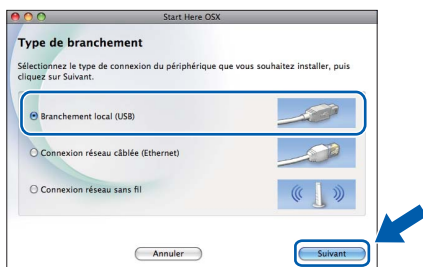 Start Here OSX
Type de branchement
Sélectionnez le type de connexion du périphérique que vous souhaitez installer, puis
cliquez sur Suivant.
Branchement local (USB)
Connexion réseau câblée (Ethernet)
Connexion réseau sans fil
Annuler
Suivant